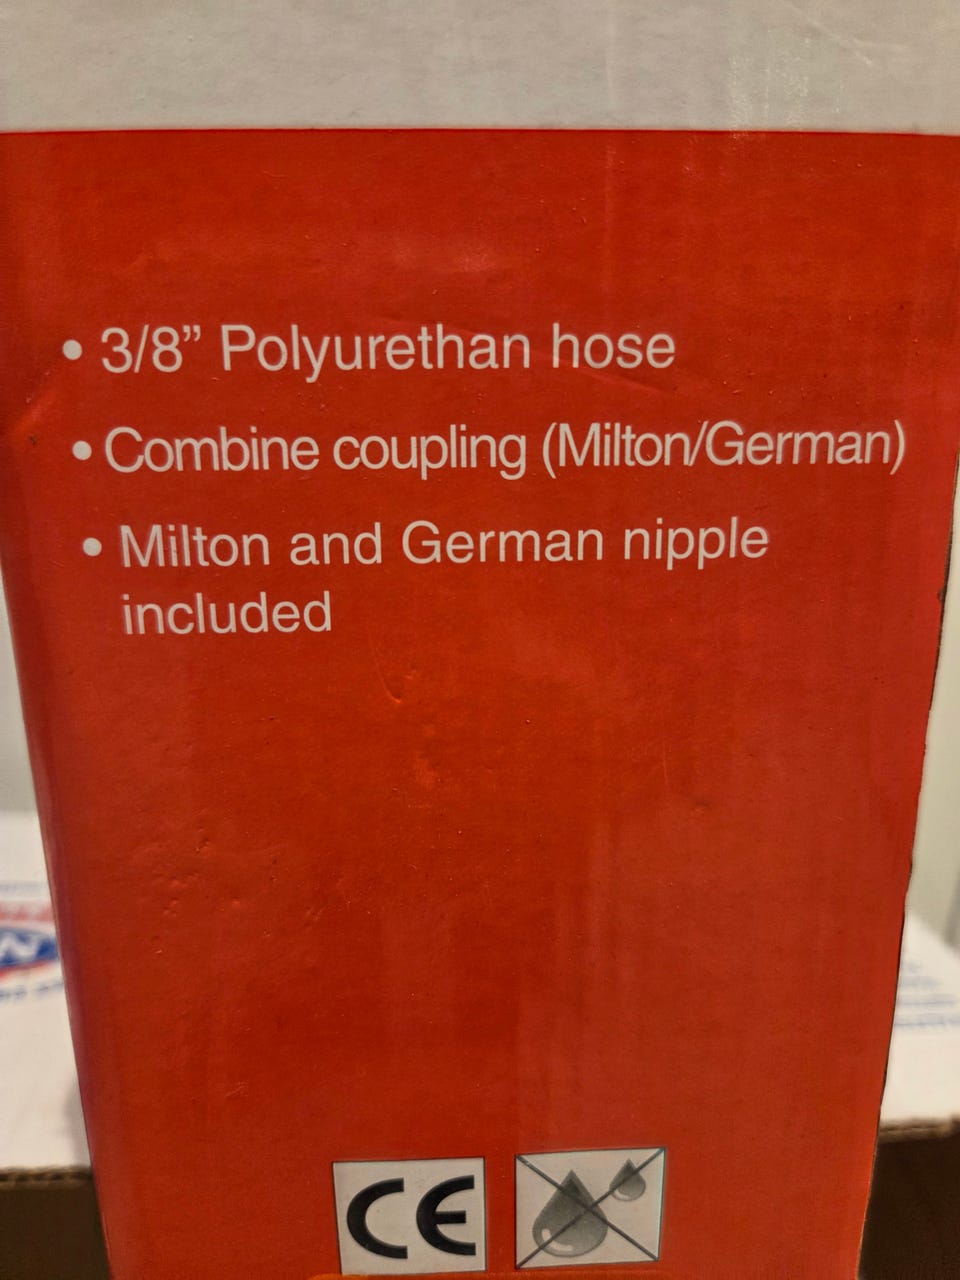 • 3/8” Polyurethan hose
• Combine coupling (Milton/German)
• Milton and German nipple
included
CE